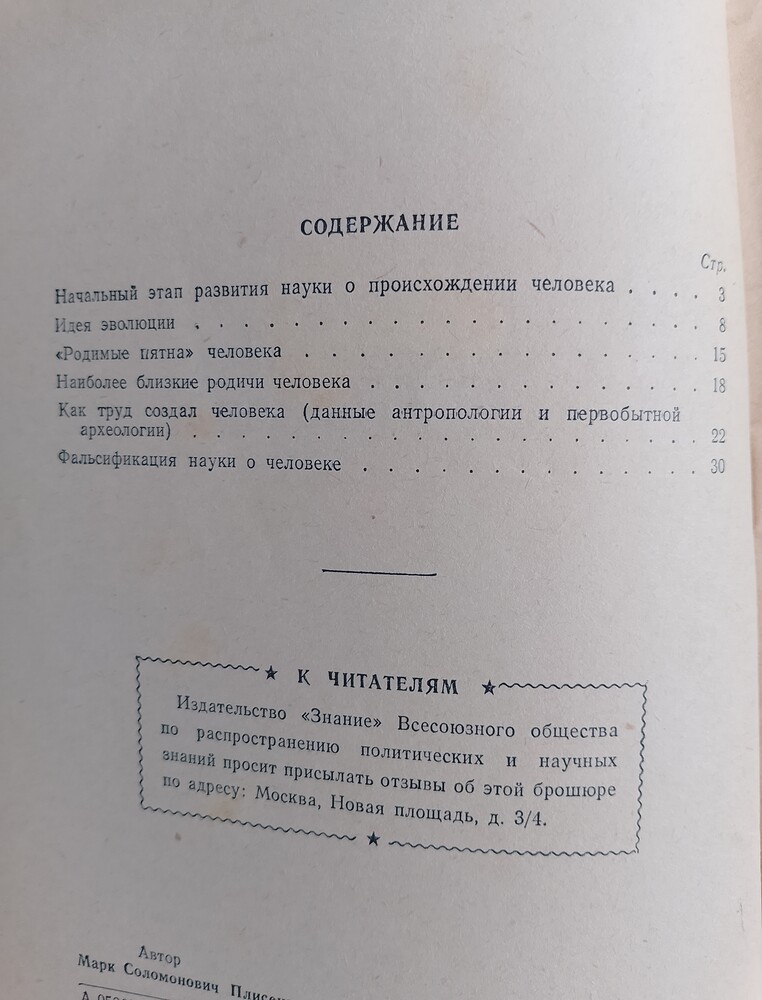 СОДЕРЖАНИЕ
Стр.
Начальный этап развития науки о происхождении человека . . . . 3
Идея эволюции . . . . . . . . . . . . . . . . . . 8
«Родимые пятна» человека . . . . . . . . . . . . . . 15
Наиболее близкие родичи человека . . . . . . . . . . . 18
Как труд создал человека (данные антропологии и первобытной
археологии) . . . . . . . . . . . . . . . . . 22
Фальсификация науки о человеке . . . . . . . . . . . 30
★ К ЧИТАТЕЛЯМ ★
Издательство «Знание» Всесоюзного общества
по распространению политических и научных
знаний просит присылать отзывы об этой брошюре
по адресу: Москва, Новая площадь, д. 3/4.
Автор
Марк Соломонович